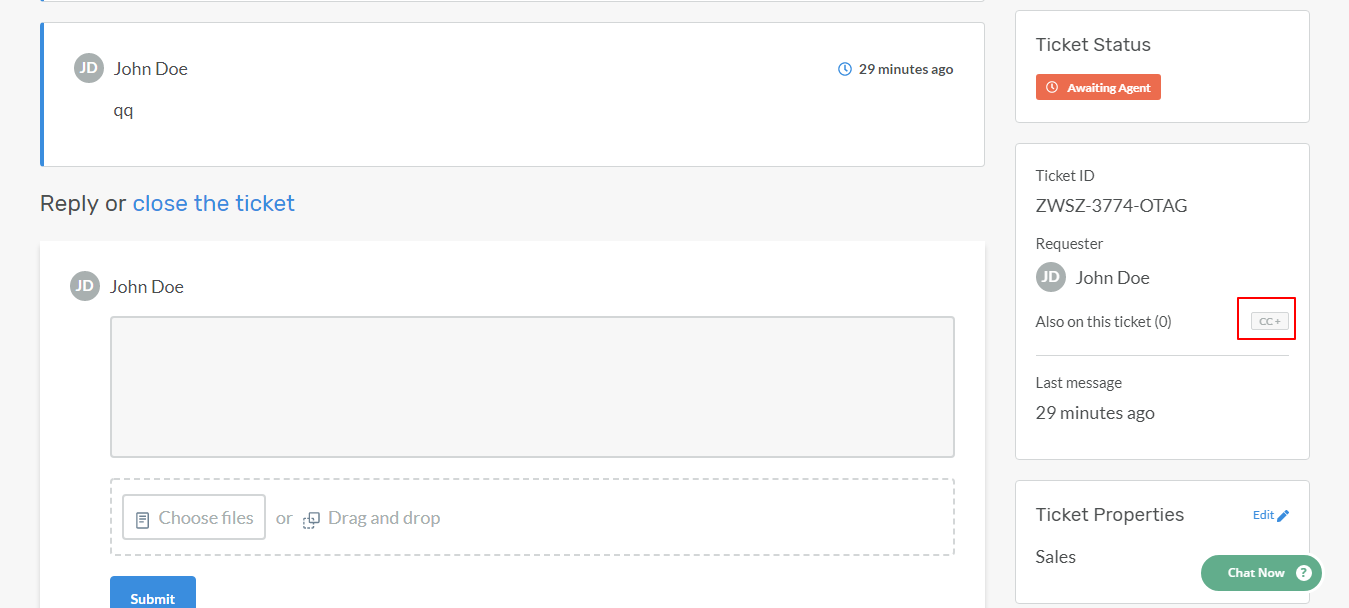 JD John Doe
29 minutes ago
qq
Reply or close the ticket
JD John Doe
Choose files or Drag and drop
Submit
Ticket Status
Awaiting Agent
Ticket ID
ZWSZ-3774-OTAG
Requester
JD John Doe
Also on this ticket (0) CC +
Last message
29 minutes ago
Ticket Properties Edit
Sales
Chat Now ?